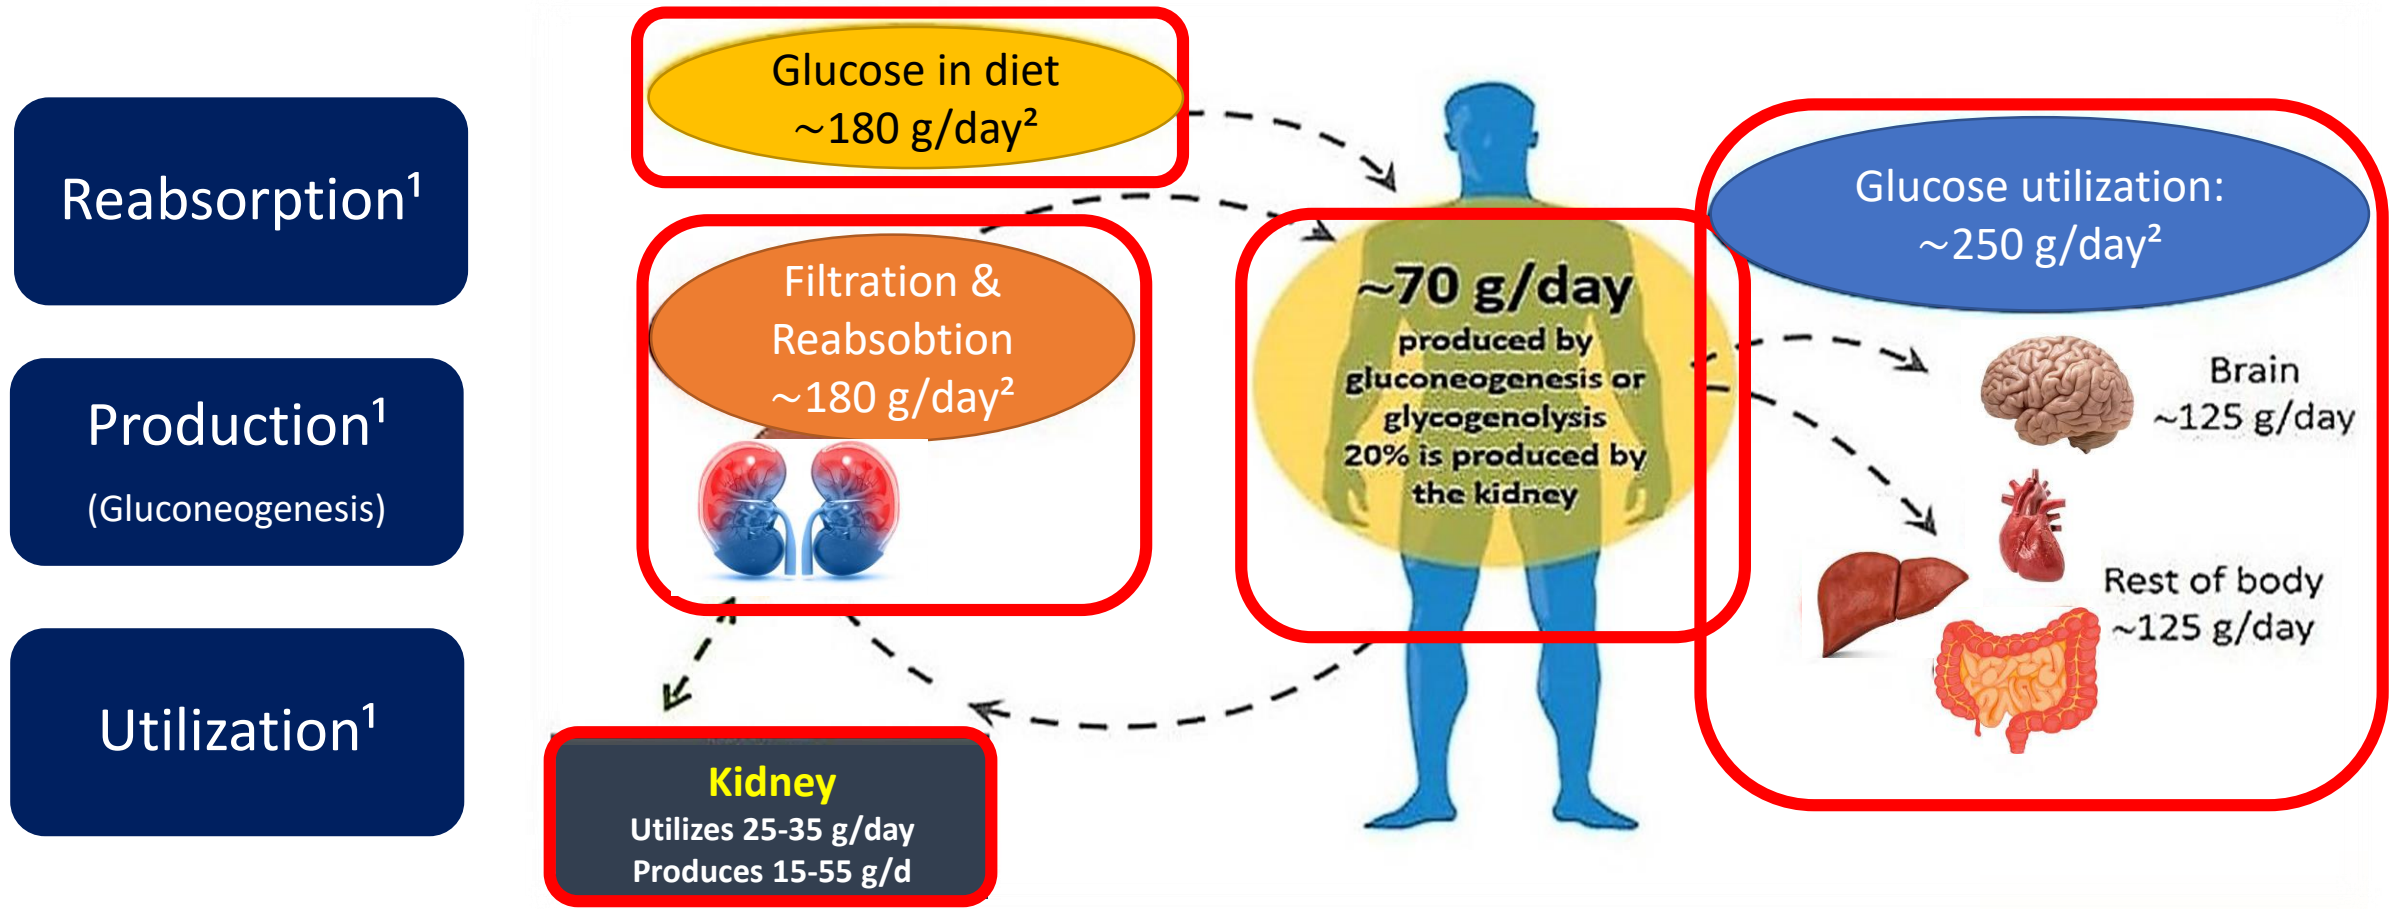 Reabsorption¹
Production¹
(Gluconeogenesis)
Utilization¹
Glucose in diet
~180 g/day²
Filtration &
Reabsobtion
~180 g/day²
Kidney
Utilizes 25-35 g/day
Produces 15-55 g/d
~70 g/day
produced by
gluconeogenesis or
glycogenolysis
20% is produced by
the kidney
Glucose utilization:
~250 g/day²
Brain
~125 g/day
Rest of body
~125 g/day